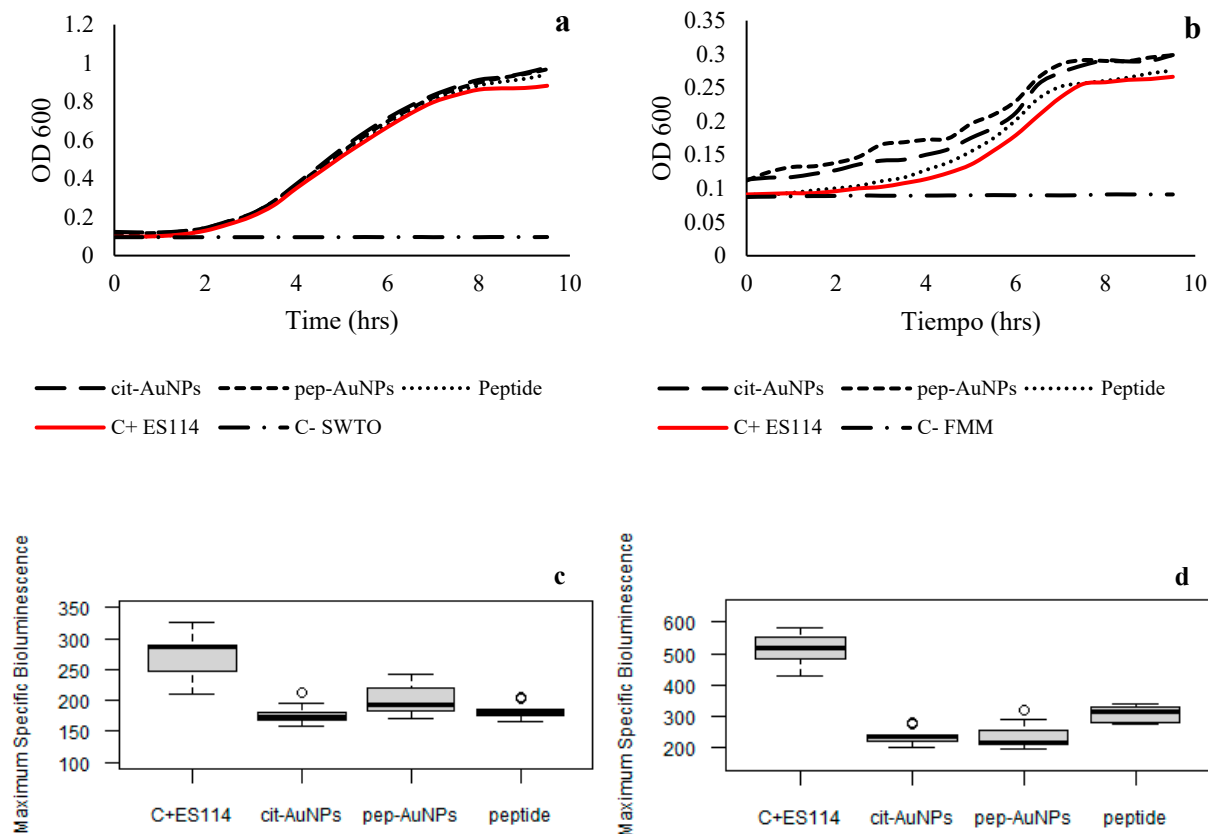 a
1.2
1
0.8
0.6
0.4
0.2
0
OD 600
0 2 4 6 8 10
Time (hrs)
cit-AuNPs pep-AuNPs Peptide
C+ ES114 C- SWTO
b
0.35
0.3
0.25
0.2
0.15
0.1
0.05
0
OD 600
0 2 4 6 8 10
Tiempo (hrs)
cit-AuNPs pep-AuNPs Peptide
C+ ES114 C- FMM
c
Maximum Specific Bioluminescence
350
300
250
200
150
100
C+ES114 cit-AuNPs pep-AuNPs peptide
d
Maximum Specific Bioluminescence
600
500
400
300
200
C+ES114 cit-AuNPs pep-AuNPs peptide